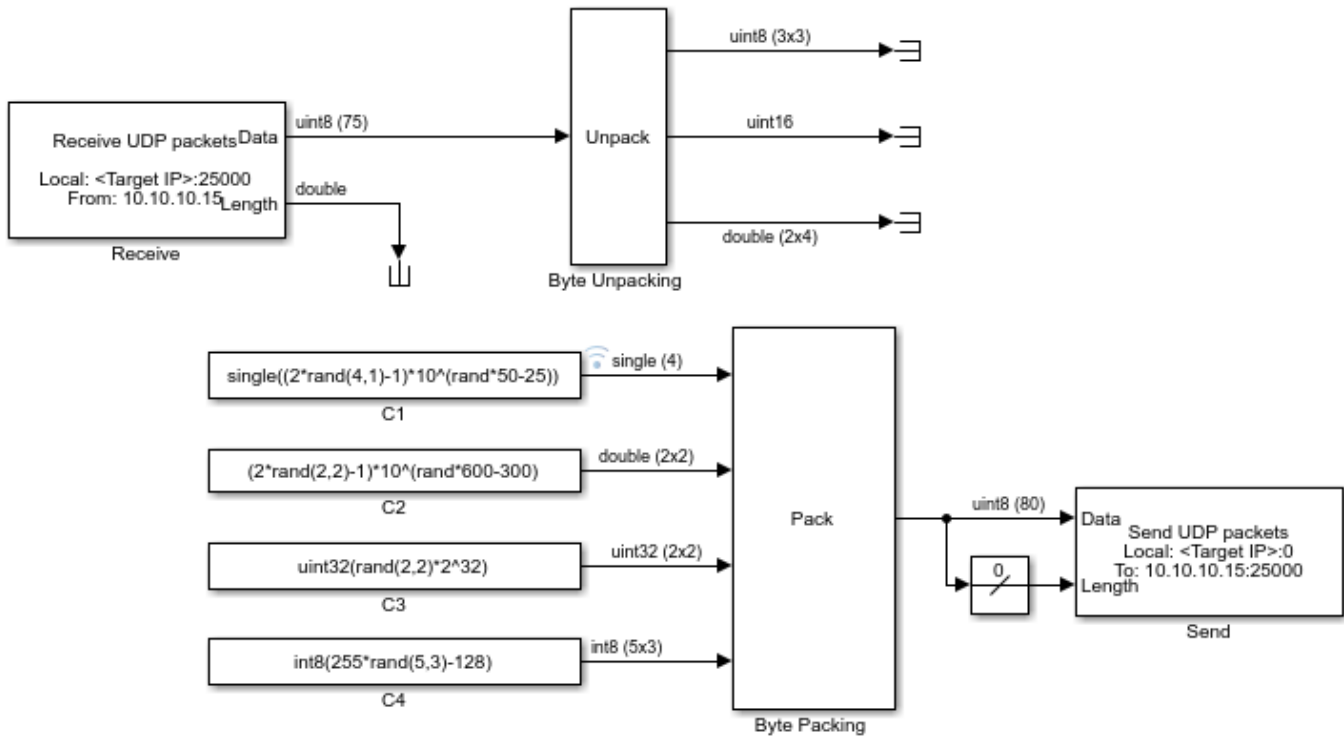 uint8 (3x3)
uint8 (75)
uint16
Receive UDP packets
Data
Unpack
Local: <Target IP>:25000
double
From: 10.10.10.15
Length
double (2x4)
Receive
Byte Unpacking
single((2*rand(4,1)-1)*10^(rand*50-25))
single (4)
C1
(2*rand(2,2)-1)*10^(rand*600-300)
double (2x2)
C2
uint32(rand(2,2)*2^32)
uint32 (2x2)
C3
int8(255*rand(5,3)-128)
int8 (5x3)
C4
Pack
Byte Packing
uint8 (80)
0
Data
Send UDP packets
Local: <Target IP>:0
To: 10.10.10.15:25000
Length
Send